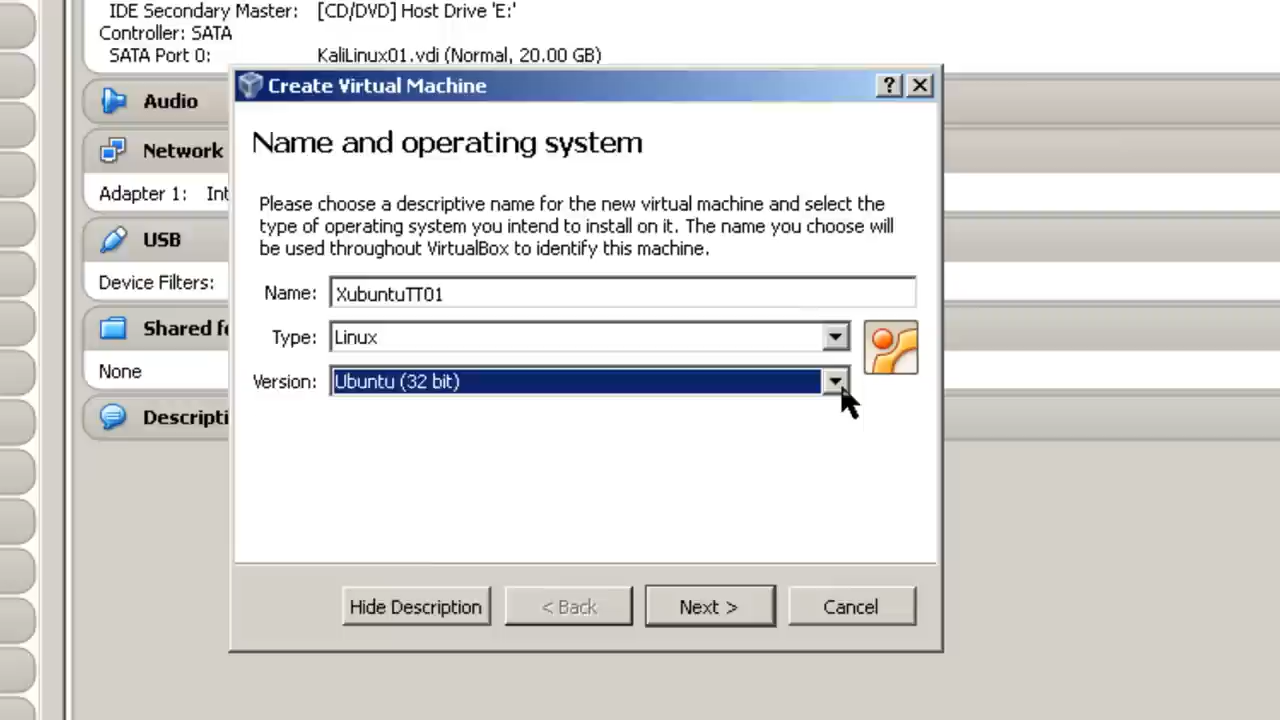 IDE Secondary Master: [CD/DVD] Host Drive 'E:'
Controller: SATA
SATA Port 0: KaliLinux01.vdi (Normal, 20.00 GB)
Create Virtual Machine
?
Audio
Name and operating system
Network
Adapter 1: Int
Please choose a descriptive name for the new virtual machine and select the
type of operating system you intend to install on it. The name you choose will
be used throughout VirtualBox to identify this machine.
USB
Device Filters:
Name: XubuntuTT01
Shared fo
Type: Linux
None
Version: Ubuntu (32 bit)
Descripti
Hide Description
< Back
Next >
Cancel